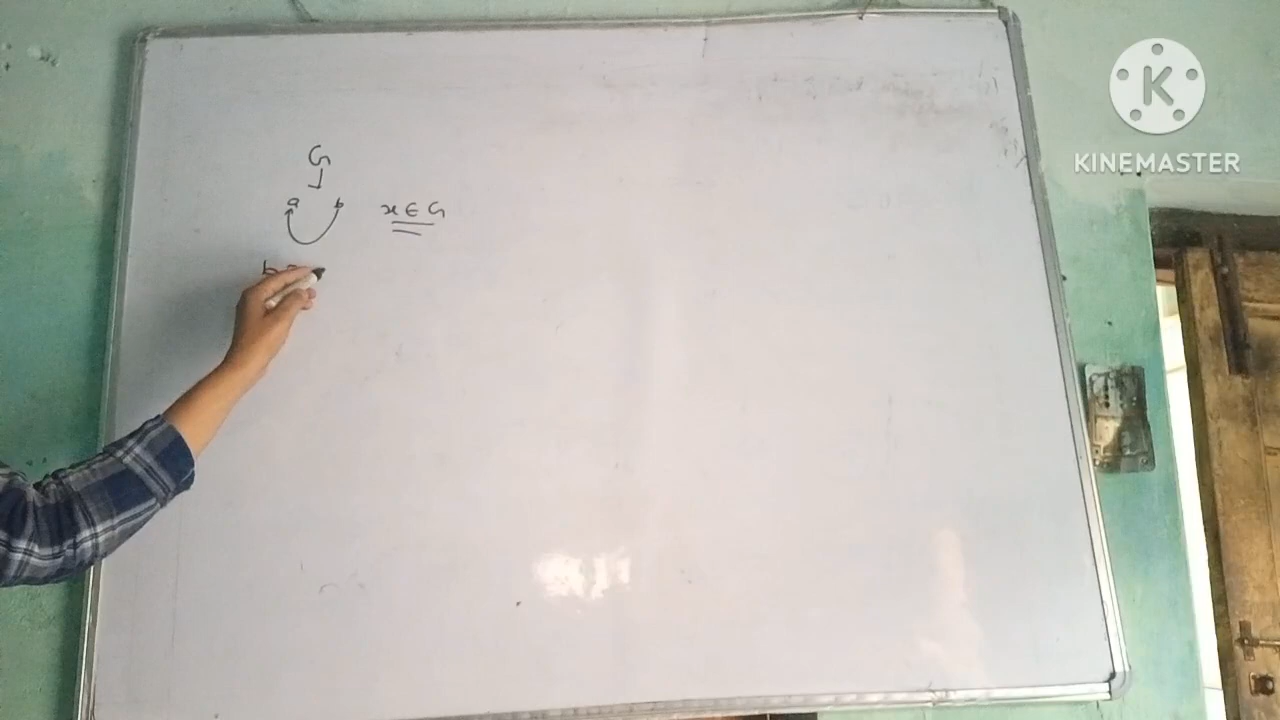 G
a b x ∈ G
b =
K
KINEMASTER